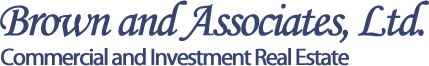 Brown and Associates, Ltd.
Commercial and Investment Real Estate